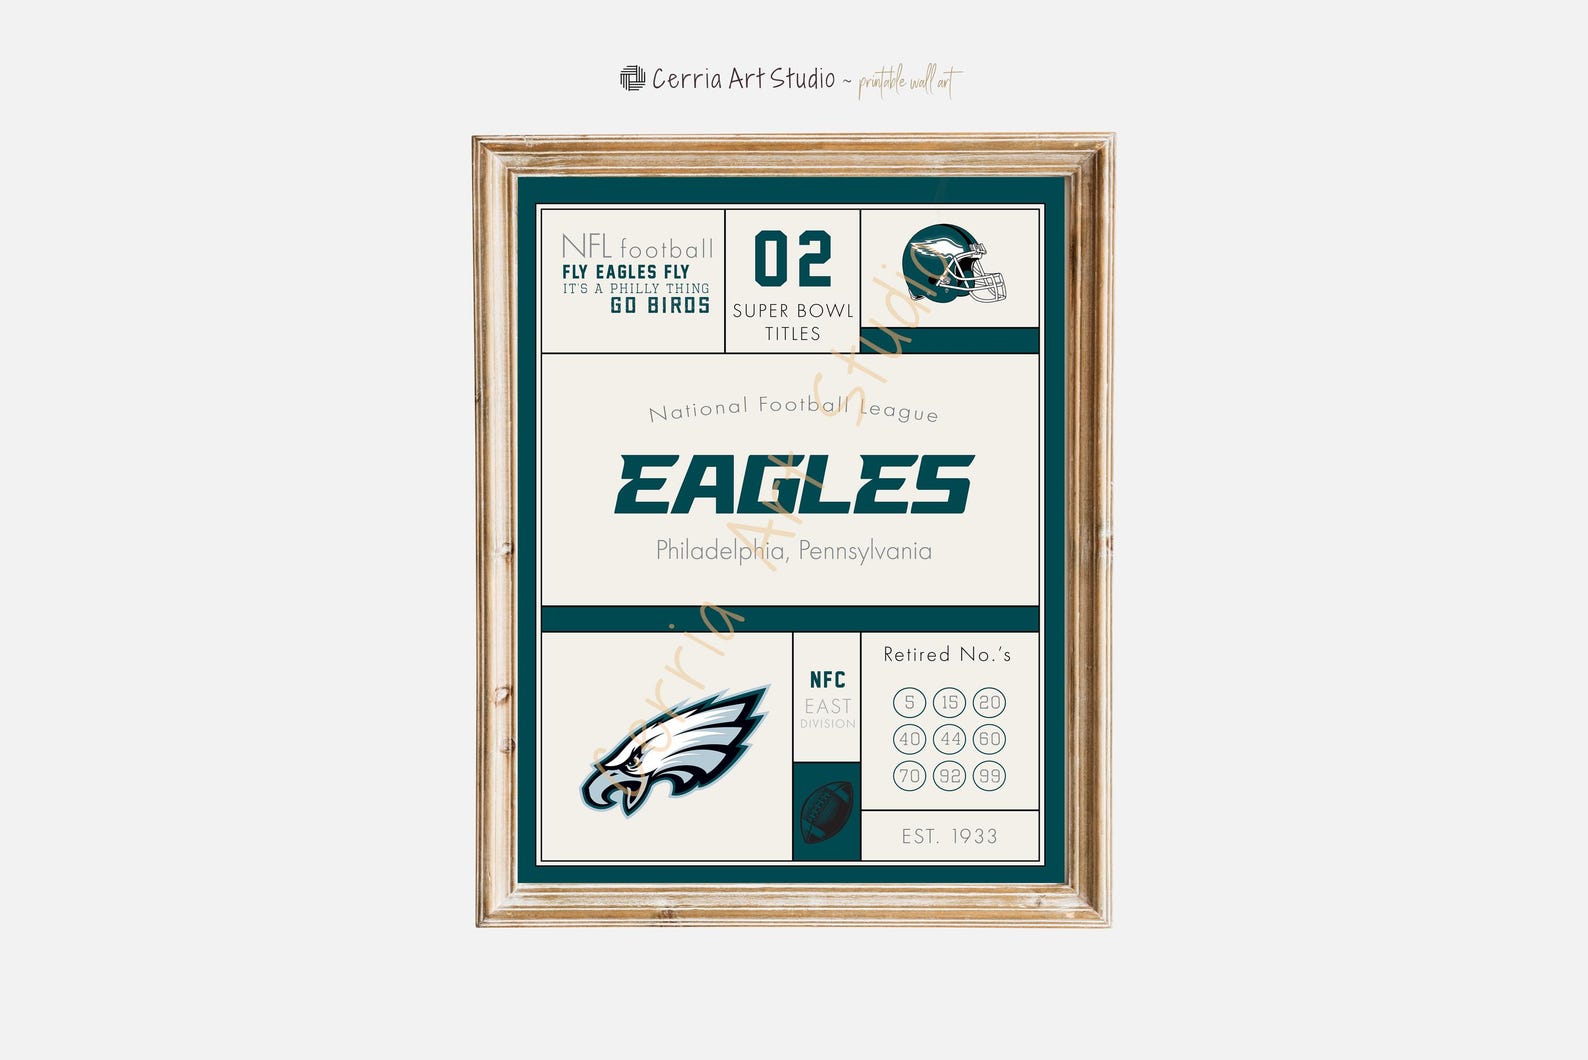 Cerria Art Studio ~ printable wall art
NFL football
FLY EAGLES FLY
IT'S A PHILLY THING
GO BIRDS
02
SUPER BOWL
TITLES
National Football League
EAGLES
Philadelphia, Pennsylvania
NFC
EAST
DIVISION
Retired No.'s
5 15 20
40 44 60
70 92 99
EST. 1933
Cerria Art Studio